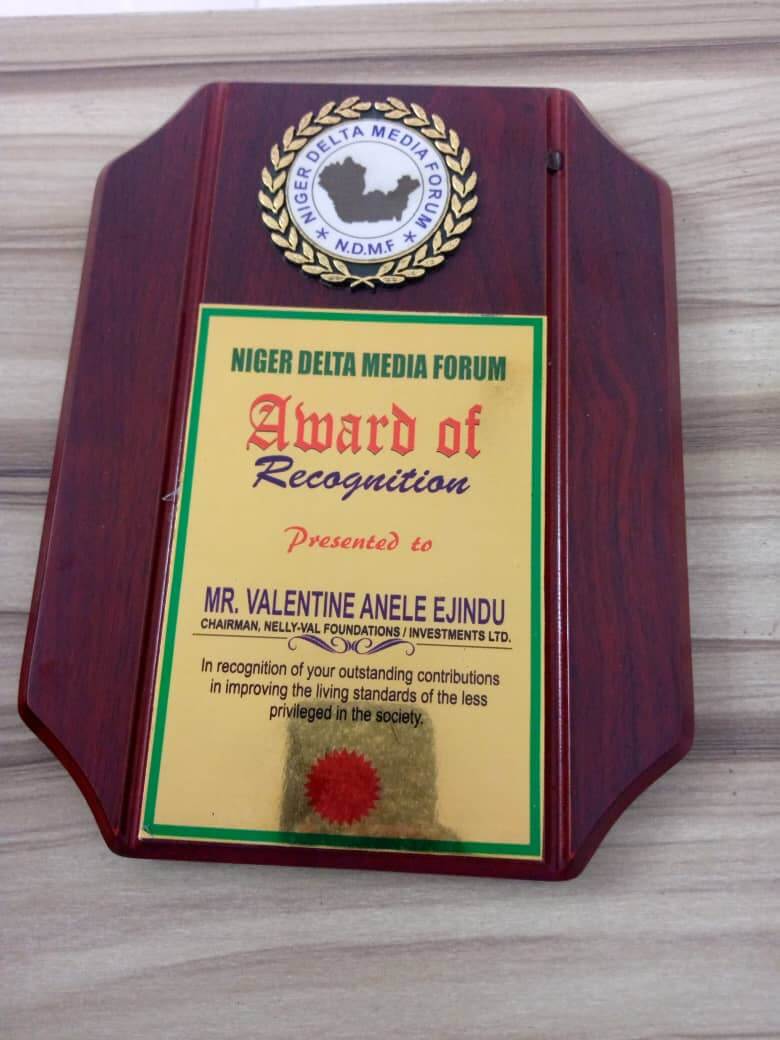 NIGER DELTA MEDIA FORUM
* N.D.M.F *
NIGER DELTA MEDIA FORUM
Award of
Recognition
Presented to
MR. VALENTINE ANELE EJINDU
CHAIRMAN, NELLY-VAL FOUNDATIONS / INVESTMENTS LTD.
In recognition of your outstanding contributions
in improving the living standards of the less
privileged in the society.